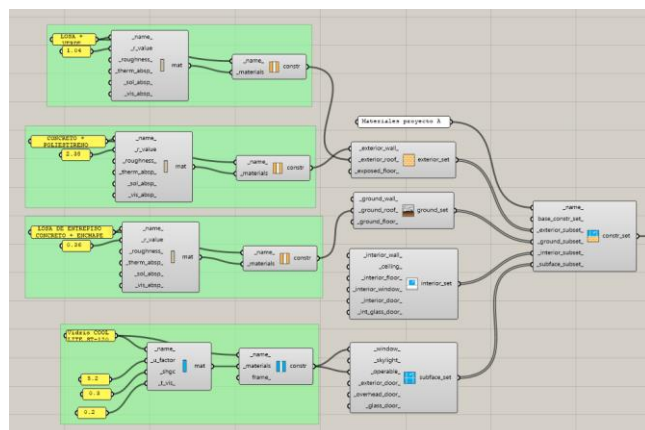 LOSA +
1.04
_name_
_r_value
_roughness_
_therm_absp_
_sol_absp_
_vis_absp_
mat
_name_
_materials
constr
CONCRETO +
POLIESTIRENO
2.38
_name_
_r_value
_roughness_
_therm_absp_
_sol_absp_
_vis_absp_
mat
_name_
_materials
constr
LOSA DE ENTREPISO
CONCRETO + ENCHAPE
0.36
_name_
_r_value
_roughness_
_therm_absp_
_sol_absp_
_vis_absp_
mat
_name_
_materials
constr
Vidrio COOL
5.2
0.3
0.2
_name_
_u_factor
_shgc_
_t_vis_
mat
_name_
_materials
frame_
constr
Materiales proyecto A
_exterior_wall_
_exterior_roof_
_exposed_floor_
exterior_set
_ground_wall_
_ground_roof_
_ground_floor_
ground_set
_interior_wall_
_ceiling_
_interior_floor_
_interior_window_
_interior_door_
_int_glass_door_
interior_set
_window_
_skylight_
_operable_
_exterior_door_
_overhead_door_
_glass_door_
subface_set
_name_
base_constr_set_
_exterior_subset_
_ground_subset_
_interior_subset_
_subface_subset_
constr_set